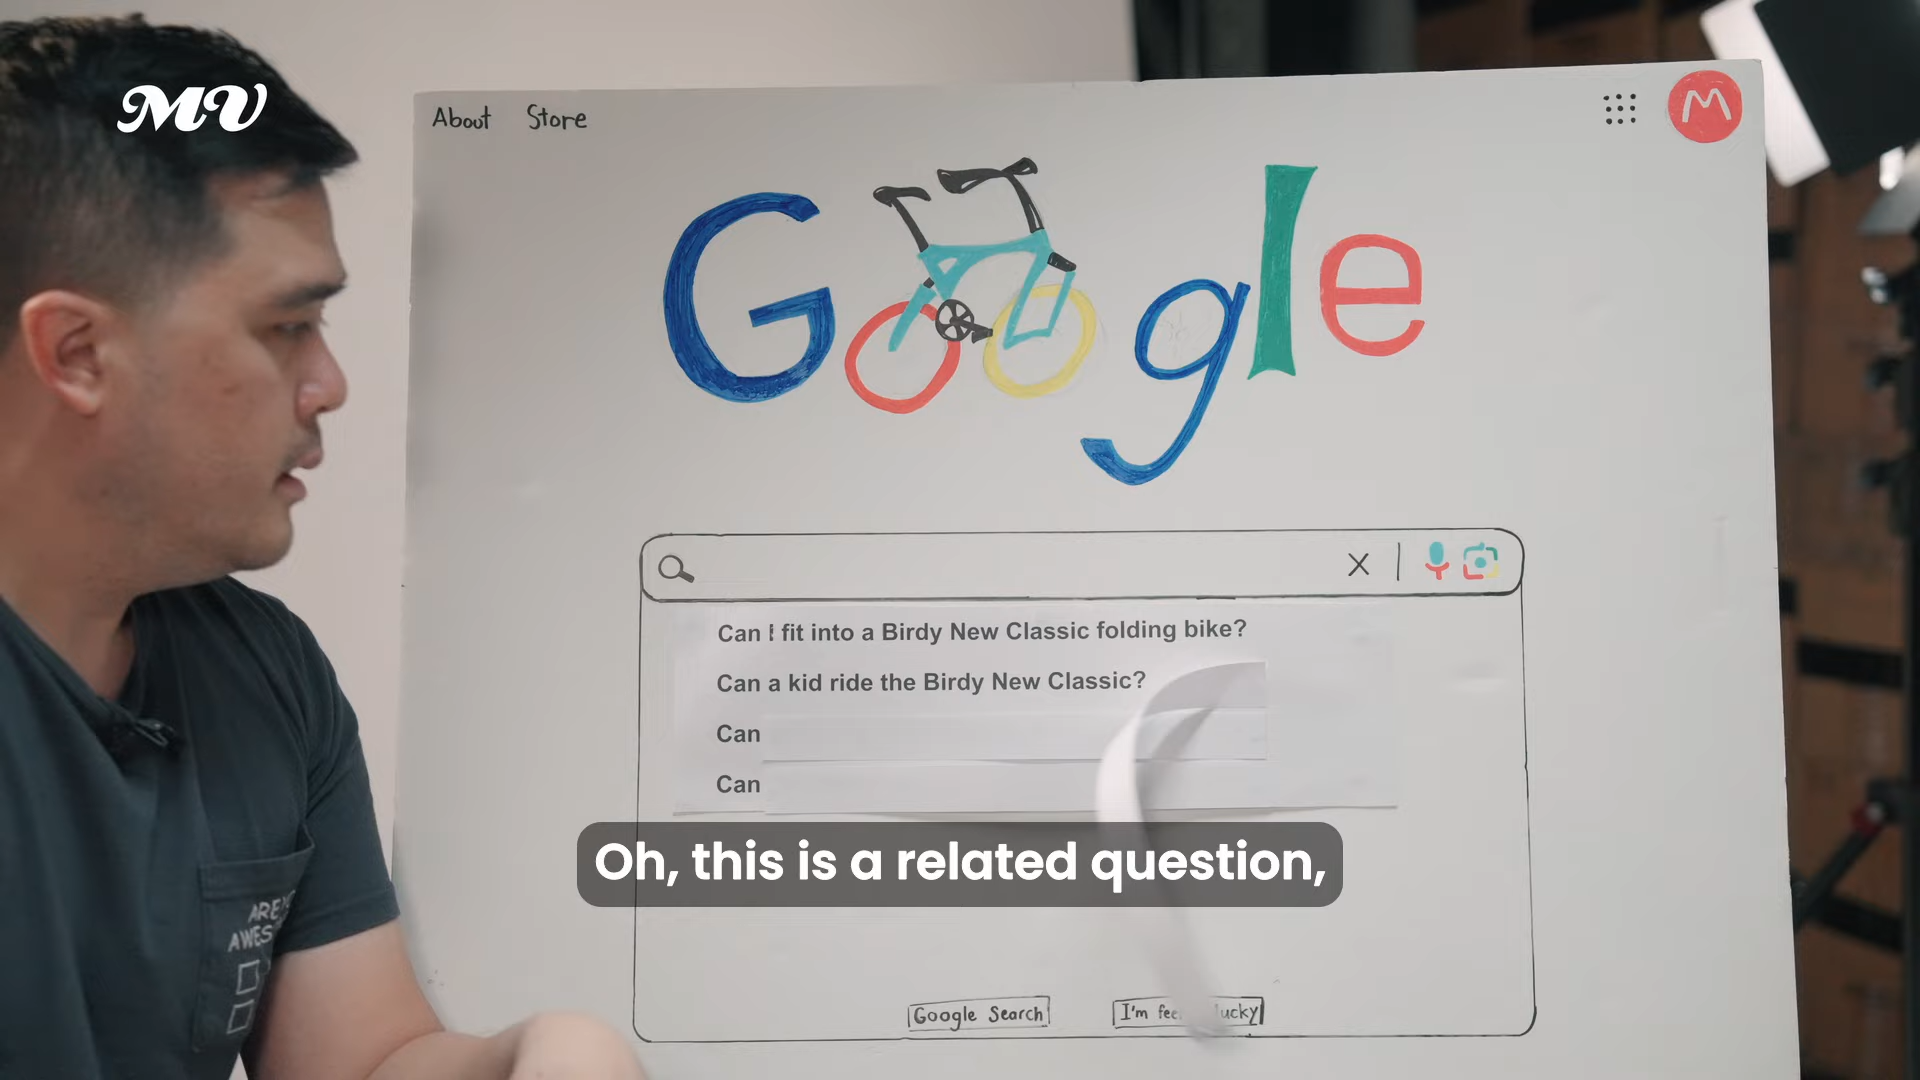 MV
About Store
M
Google
X
Can I fit into a Birdy New Classic folding bike?
Can a kid ride the Birdy New Classic?
Can
Can
Oh, this is a related question,
ARE
AWES
Google Search
I'm fee ucky